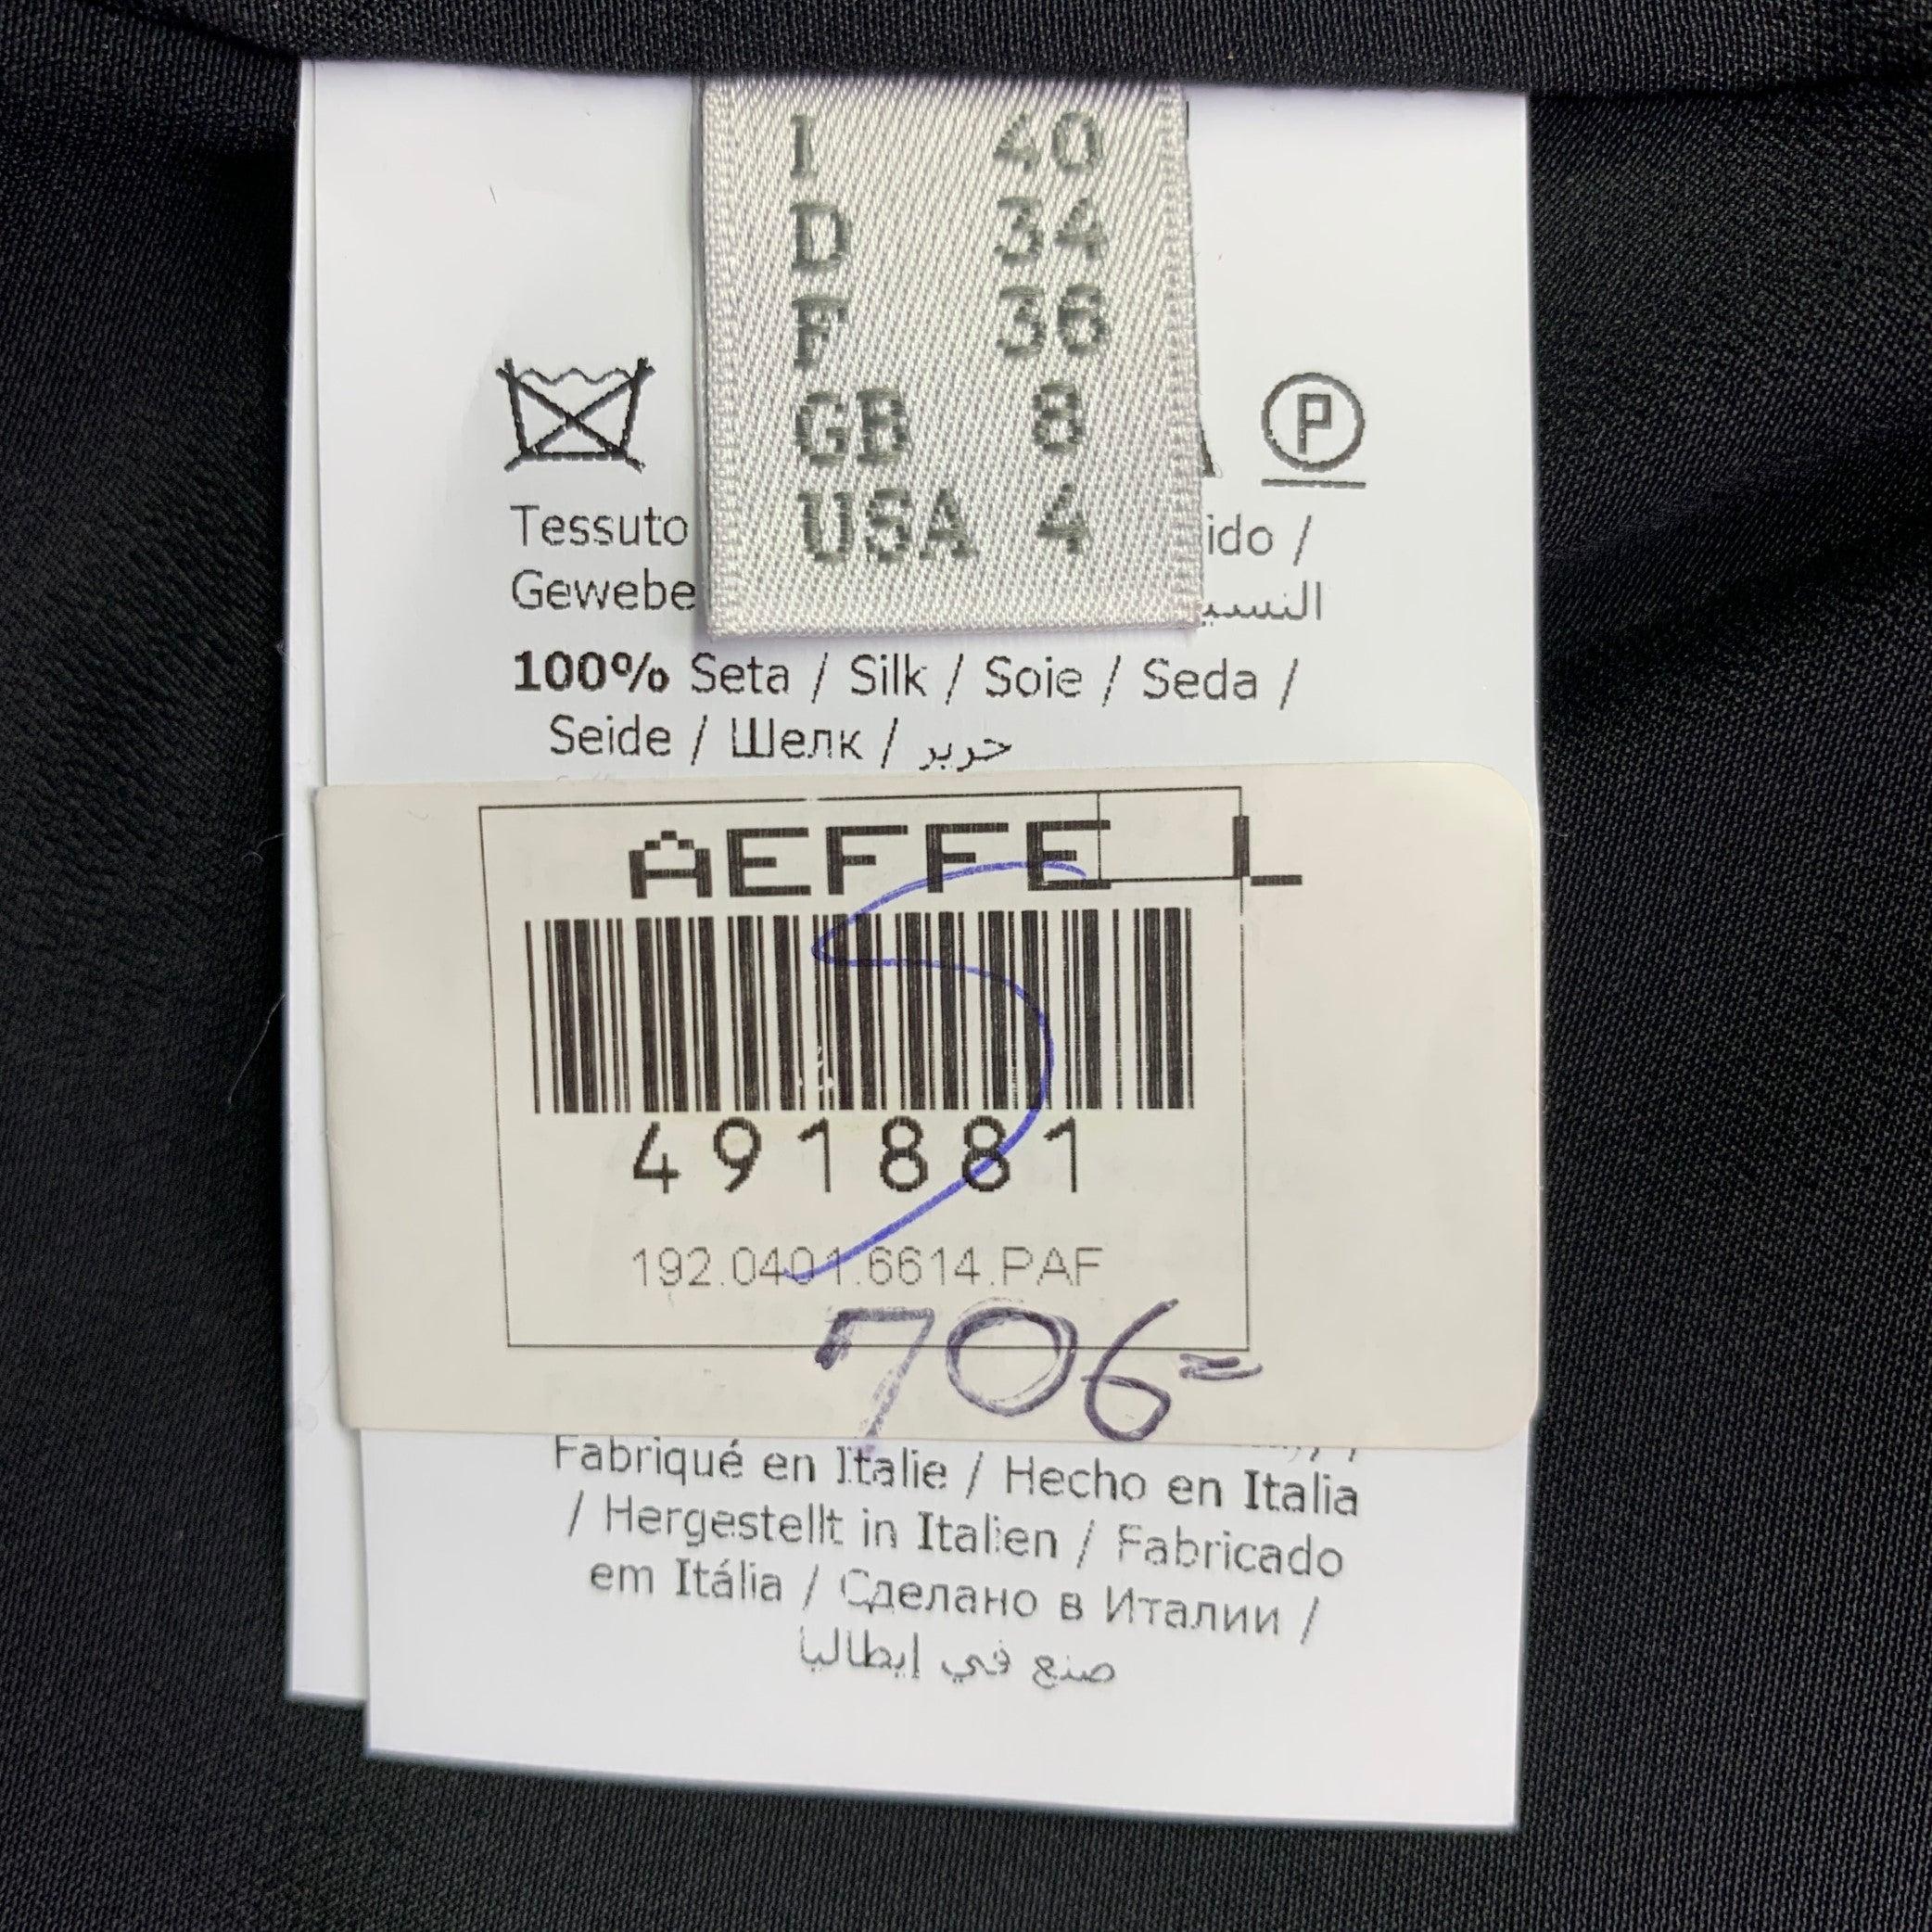 I 40
D 34
F 36
GB 8
USA 4
P
Tessuto ido /
Gewebe النسي
100% Seta / Silk / Soie / Seda /
Seide / Шелк / حرير
AEFFE L
491881
192.0401.6614.PAF
706=
Fabriqué en Italie / Hecho en Italia
/ Hergestellt in Italien / Fabricado
em Itália / Сделано в Италии /
صنع في إيطاليا